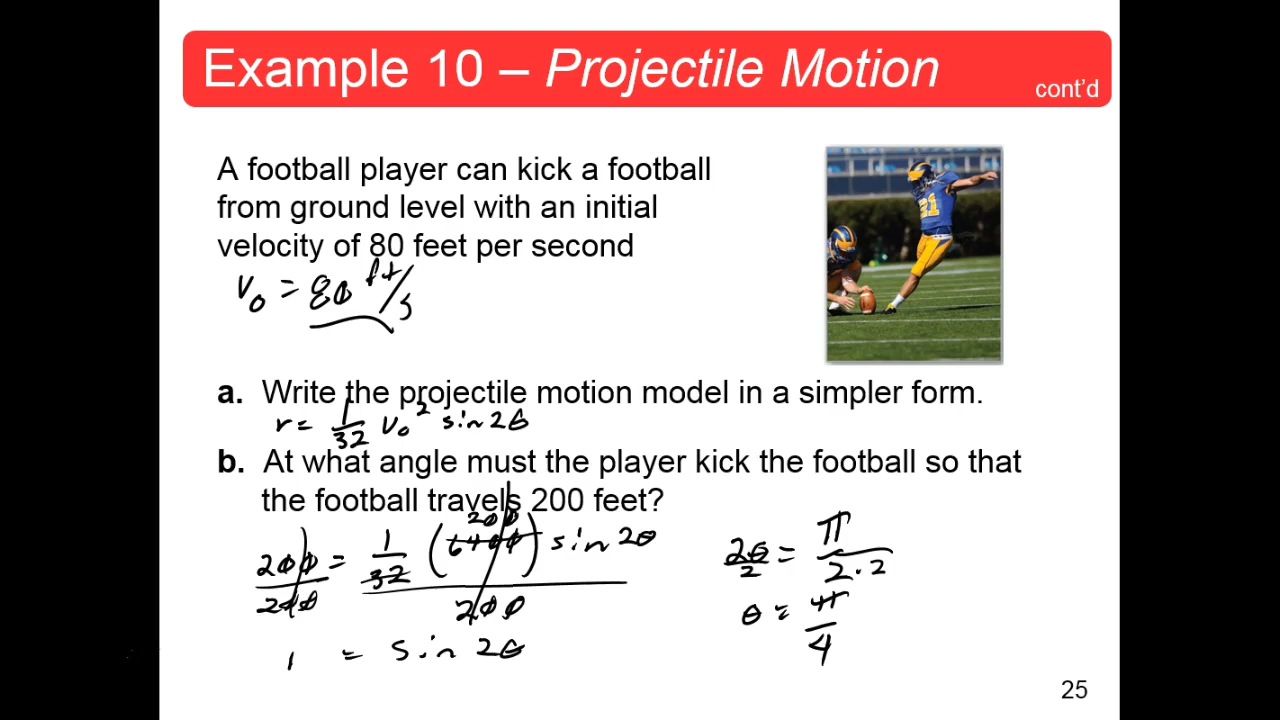 Example 10 – Projectile Motion
cont’d
A football player can kick a football
from ground level with an initial
velocity of 80 feet per second
v₀ = 80 ft/s
a. Write the projectile motion model in a simpler form.
r = 1/32 v₀² sin 2θ
b. At what angle must the player kick the football so that
the football travels 200 feet?
200/200 = 1/32 (6400) sin 2θ / 200
200
1 = sin 2θ
2θ/2 = π/2·2
θ = π/4
31
25